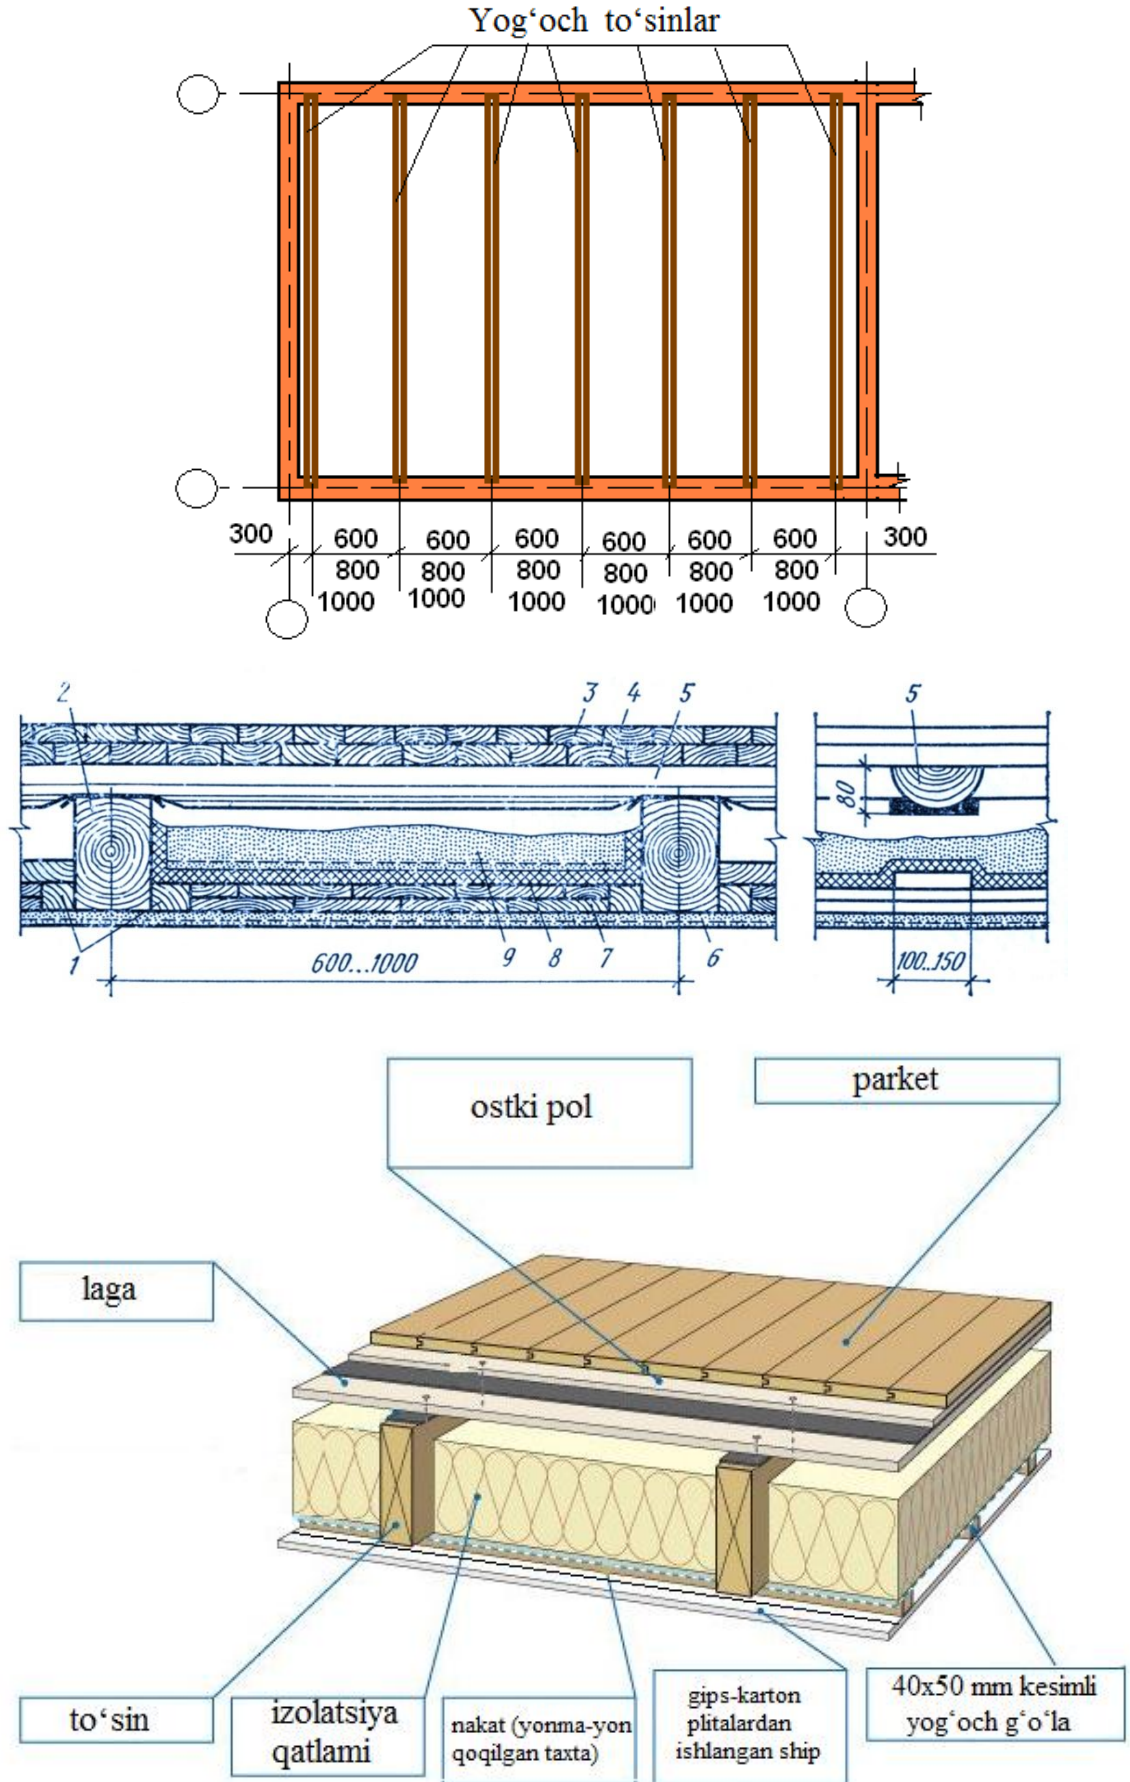 Yog‘och to‘sinlar
300 600 600 600 600 600 600 300
800 800 800 800 800 800
1000 1000 1000 1000 1000 1000
2 3 4 5 5
80
1 600...1000 9 8 7 6 100..150
ostki pol
parket
laga
to‘sin
izolatsiya
qatlami
nakat (yonma-yon
qoqilgan taxta)
gips-karton
plitalardan
ishlangan ship
40x50 mm kesimli
yog‘och g‘o‘la